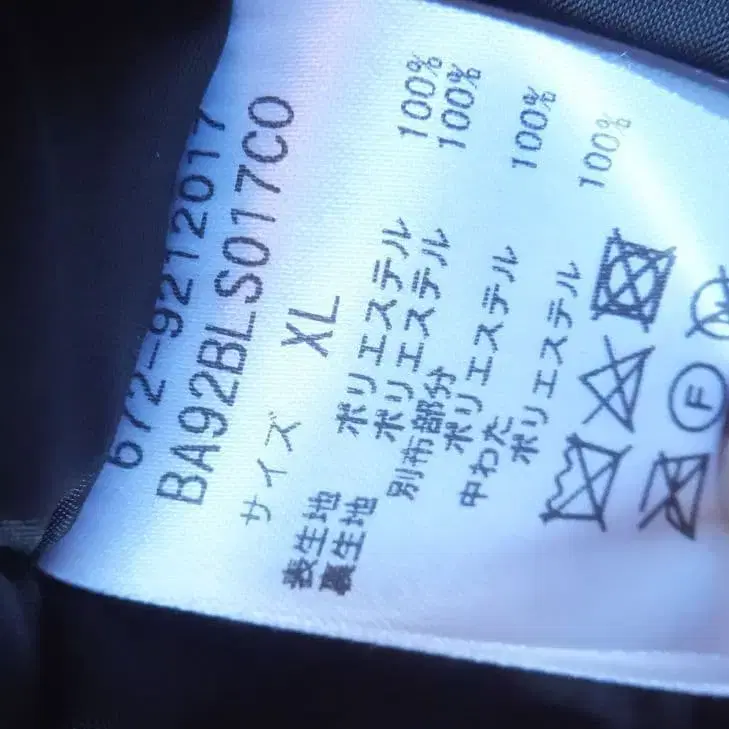 672-9212017
BA92BLS017CO
サイズ XL
表生地 ポリエステル 100%
裏生地 ポリエステル 100%
別布部分
ポリエステル 100%
中わた
ポリエステル 100%
F
W